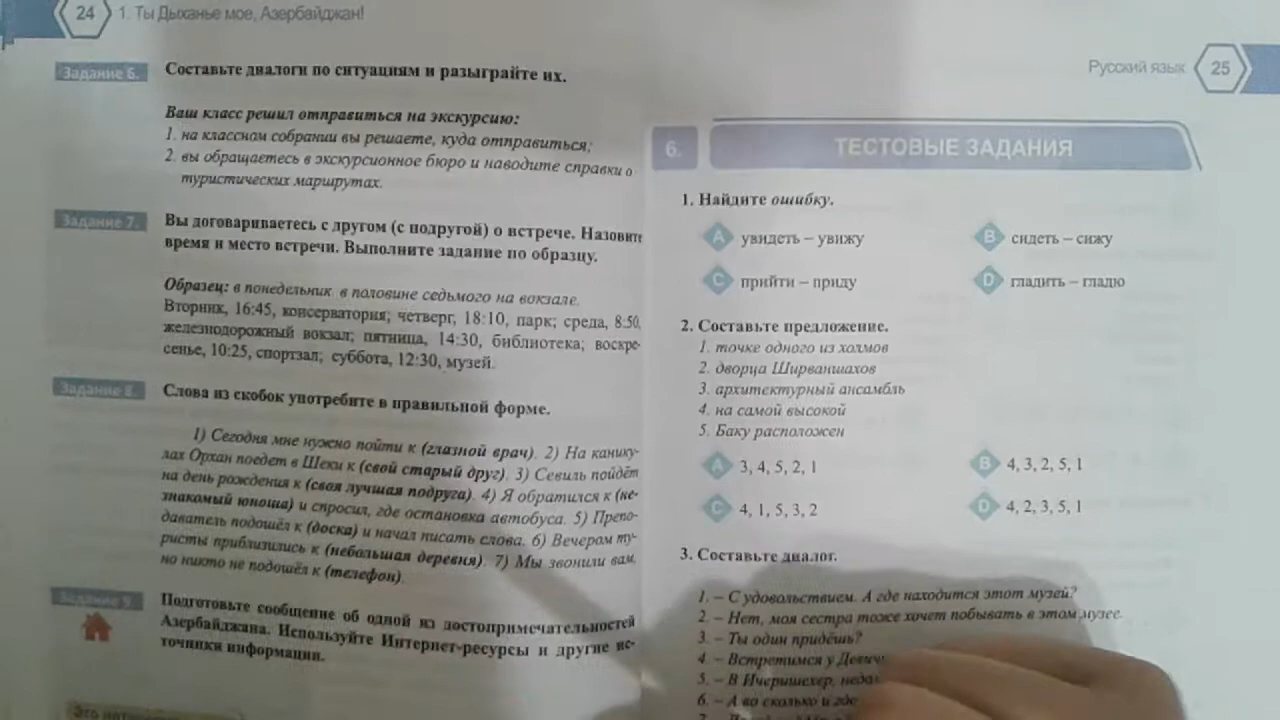 24 1. Ты Дыханье мое, Азербайджан!
Задание 6. Составьте диалоги по ситуациям и разыграйте их.
Ваш класс решил отправиться на экскурсию:
1. на классном собрании вы решаете, куда отправиться;
2. вы обращаетесь в экскурсионное бюро и наводите справки о
туристических маршрутах.
Задание 7. Вы договариваетесь с другом (с подругой) о встрече. Назовите
время и место встречи. Выполните задание по образцу.
Образец: в понедельник в половине седьмого на вокзале.
Вторник, 16:45, консерватория; четверг, 18:10, парк; среда, 8:50,
железнодорожный вокзал; пятница, 14:30, библиотека; воскре-
сенье, 10:25, спортзал; суббота, 12:30, музей.
Задание 8. Слова из скобок употребите в правильной форме.
1) Сегодня мне нужно пойти к (глазной врач). 2) На канику-
лах Орхан поедет в Шеки к (свой старый друг). 3) Севиль пойдёт
на день рождения к (своя лучшая подруга). 4) Я обратился к (не-
знакомый юноша) и спросил, где остановка автобуса. 5) Препо-
даватель подошёл к (доска) и начал писать слова. 6) Вечером ту-
ристы приблизились к (небольшая деревня). 7) Мы звонили вам,
но никто не подошёл к (телефон).
Задание 9. Подготовьте сообщение об одной из достопримечательностей
Азербайджана. Используйте Интернет-ресурсы и другие ис-
точники информации.
Это
Русский язык 25
6. ТЕСТОВЫЕ ЗАДАНИЯ
1. Найдите ошибку.
A увидеть – увижу B сидеть – сижу
C прийти – приду D гладить – гладю
2. Составьте предложение.
1. точке одного из холмов
2. дворца Ширваншахов
3. архитектурный ансамбль
4. на самой высокой
5. Баку расположен
A 3, 4, 5, 2, 1 B 4, 3, 2, 5, 1
C 4, 1, 5, 3, 2 D 4, 2, 3, 5, 1
3. Составьте диалог.
1. – С удовольствием. А где находится этот музей?
2. – Нет, моя сестра тоже хочет побывать в этом музее.
3. – Ты один придёшь?
4. – Встретимся у
5. – В Ичеришехер,
6. – А во сколько и где